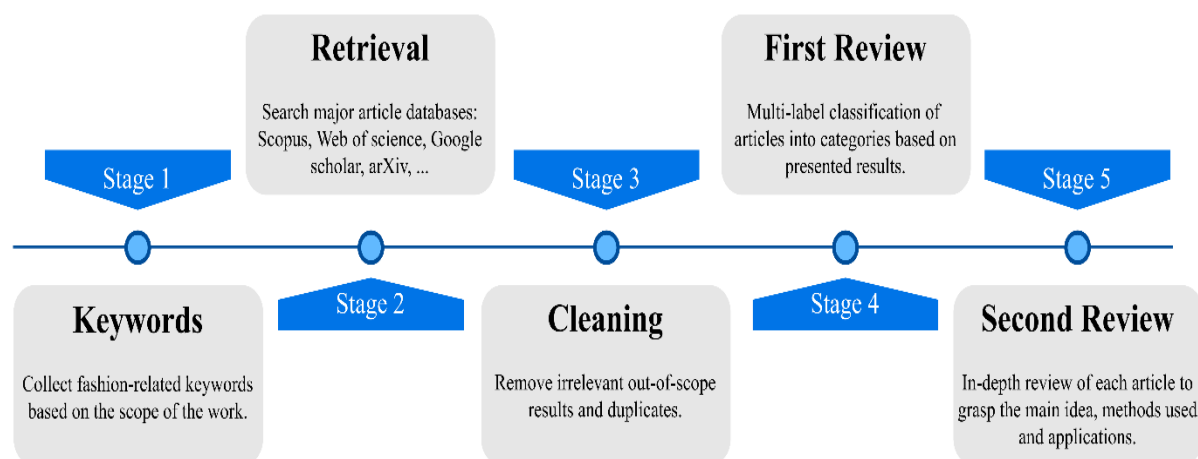 Stage 1
Keywords
Collect fashion-related keywords
based on the scope of the work.
Retrieval
Search major article databases:
Scopus, Web of science, Google
scholar, arXiv, ...
Stage 2
Stage 3
Cleaning
Remove irrelevant out-of-scope
results and duplicates.
First Review
Multi-label classification of
articles into categories based on
presented results.
Stage 4
Stage 5
Second Review
In-depth review of each article to
grasp the main idea, methods used
and applications.